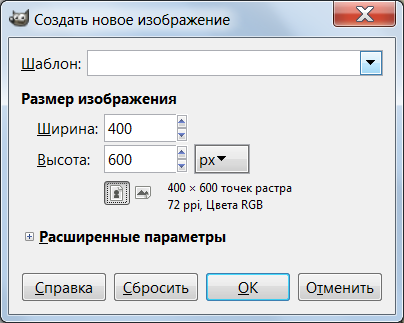 Создать новое изображение
Шаблон:
Размер изображения
Ширина: 400
Высота: 600 px
400 × 600 точек растра
72 ppi, Цвета RGB
Расширенные параметры
Справка Сбросить OK Отменить